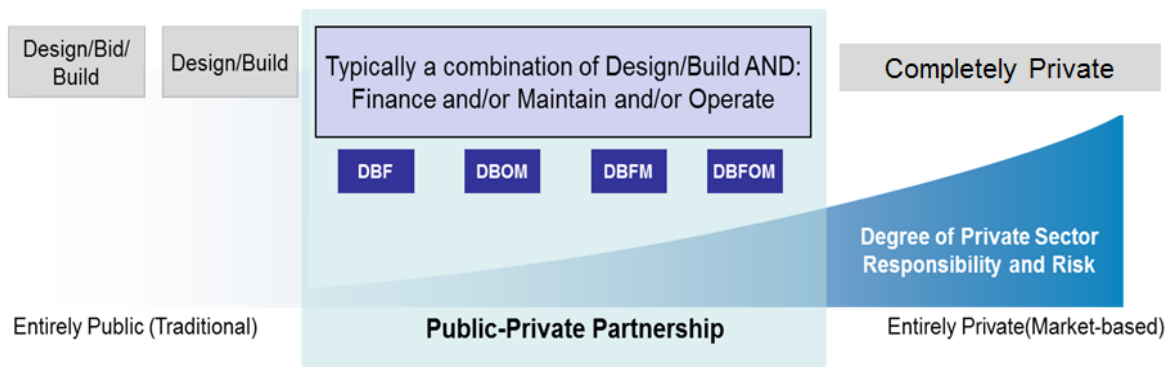 Design/Bid/
Build
Design/Build
Typically a combination of Design/Build AND:
Finance and/or Maintain and/or Operate
Completely Private
DBF
DBOM
DBFM
DBFOM
Degree of Private Sector
Responsibility and Risk
Entirely Public (Traditional)
Public-Private Partnership
Entirely Private(Market-based)